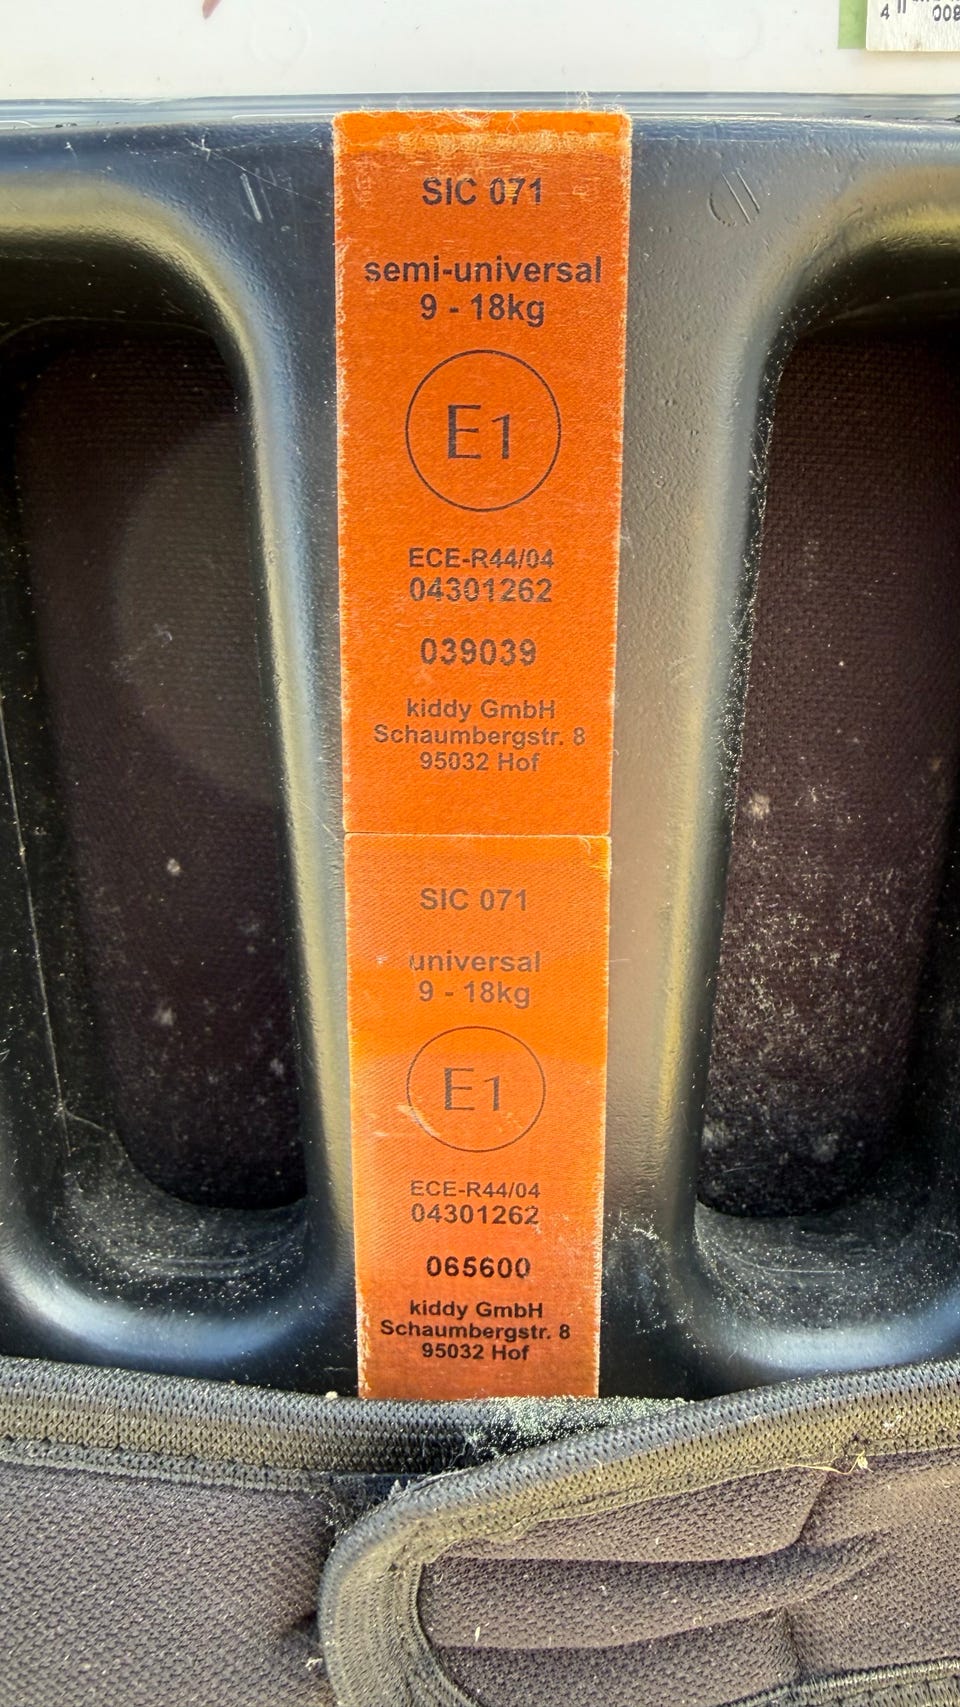 SIC 071
semi-universal
9 - 18kg
E1
ECE-R44/04
04301262
039039
kiddy GmbH
Schaumbergstr. 8
95032 Hof
SIC 071
universal
9 - 18kg
E1
ECE-R44/04
04301262
065600
kiddy GmbH
Schaumbergstr. 8
95032 Hof